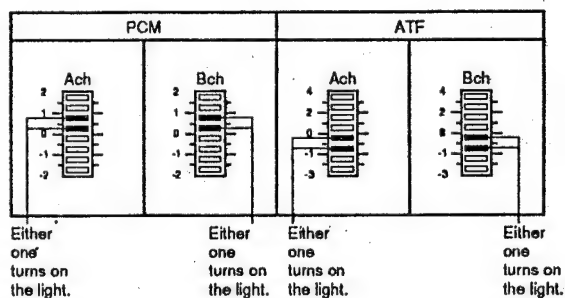 PCM ATF
Ach Bch Ach Bch
2 2 4 4
1 1 2 2
0 0 0
-1 -1 -1 -1
-2 -2 -3 -3
Either Either Either Either
one one one one
turns on turns on turns on turns on
the light. the light. the light. the light.